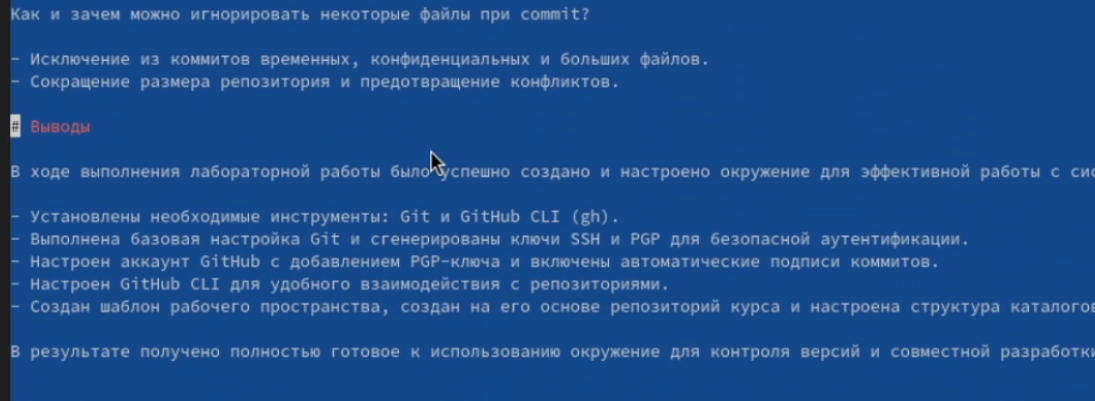 Как и зачем можно игнорировать некоторые файлы при commit?
- Исключение из коммитов временных, конфиденциальных и больших файлов.
- Сокращение размера репозитория и предотвращение конфликтов.
# Выводы
В ходе выполнения лабораторной работы было успешно создано и настроено окружение для эффективной работы с
- Установлены необходимые инструменты: Git и GitHub CLI (gh).
- Выполнена базовая настройка Git и сгенерированы ключи SSH и PGP для безопасной аутентификации.
- Настроен аккаунт GitHub с добавлением PGP-ключа и включены автоматические подписи коммитов.
- Настроен GitHub CLI для удобного взаимодействия с репозиториями.
- Создан шаблон рабочего пространства, создан на его основе репозиторий курса и настроена структура каталогов
В результате получено полностью готовое к использованию окружение для контроля версий и совместной разработки